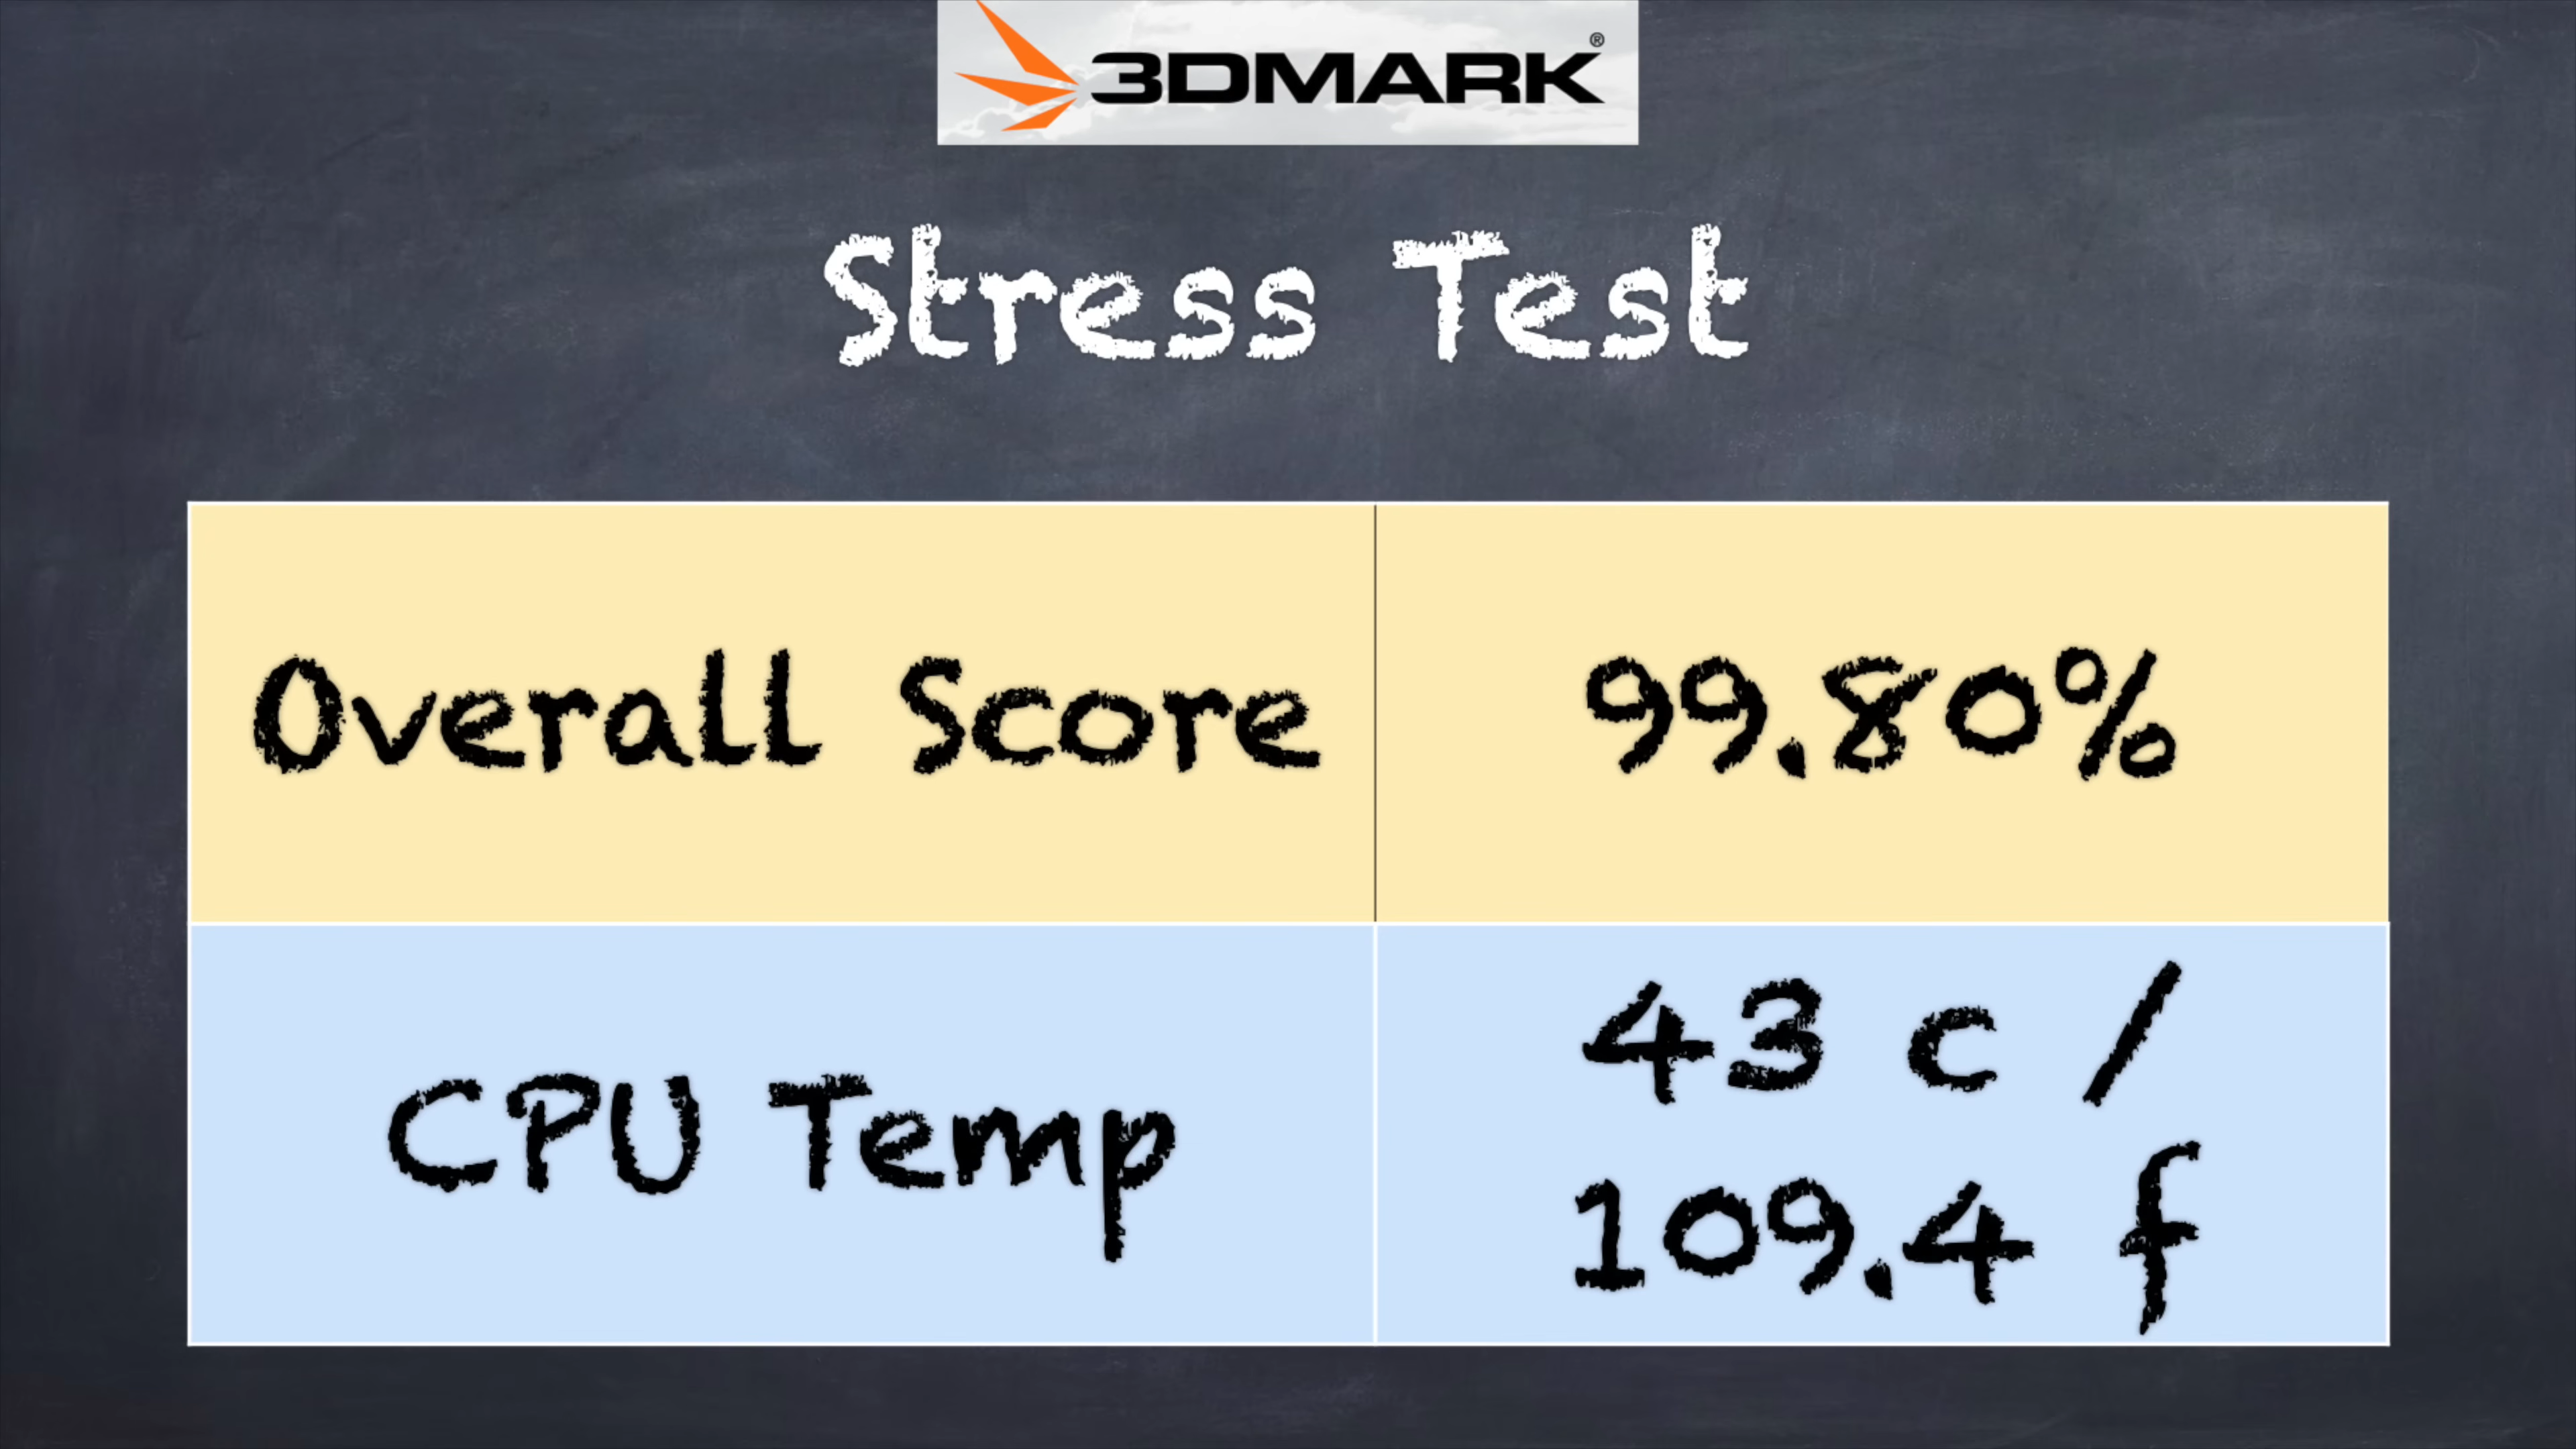 3DMARK®
Stress Test
Overall Score
99.80%
CPU Temp
43 c /
109.4 f